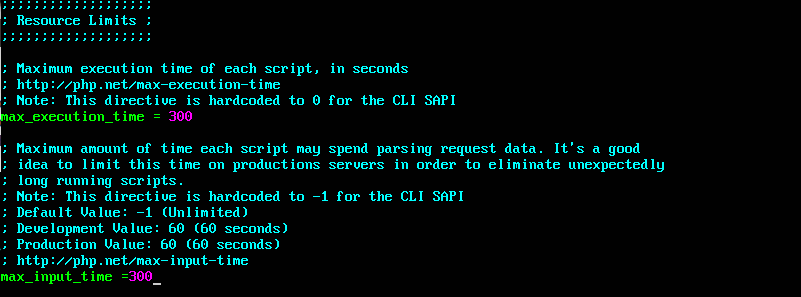 ;;;;;;;;;;;;;;;;;;;
; Resource Limits ;
;;;;;;;;;;;;;;;;;;;
; Maximum execution time of each script, in seconds
; http://php.net/max-execution-time
; Note: This directive is hardcoded to 0 for the CLI SAPI
max_execution_time = 300
; Maximum amount of time each script may spend parsing request data. It's a good
; idea to limit this time on productions servers in order to eliminate unexpectedly
; long running scripts.
; Note: This directive is hardcoded to -1 for the CLI SAPI
; Default Value: -1 (Unlimited)
; Development Value: 60 (60 seconds)
; Production Value: 60 (60 seconds)
; http://php.net/max-input-time
max_input_time =300